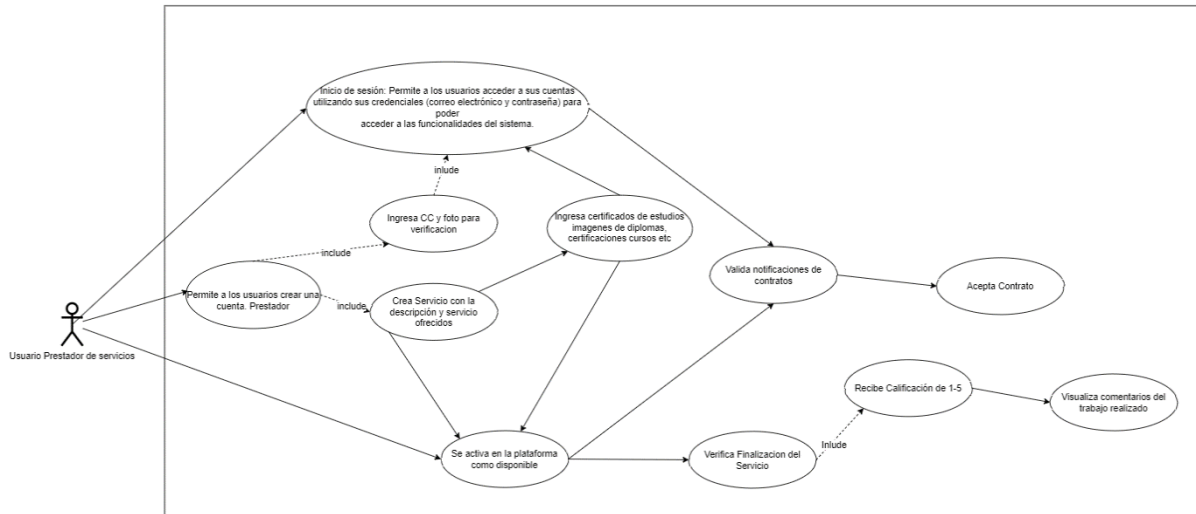 Inicio de sesión: Permite a los usuarios acceder a sus cuentas
utilizando sus credenciales (correo electrónico y contraseña) para
poder
acceder a las funcionalidades del sistema.
inlude
Ingresa CC y foto para
verificacion
Ingresa certificados de estudios
imagenes de diplomas,
certificaciones cursos etc
include
Valida notificaciones de
contratos
Acepta Contrato
Permite a los usuarios crear una
cuenta. Prestador
include
Crea Servicio con la
descripción y servicio
ofrecidos
Usuario Prestador de servicios
Recibe Calificación de 1-5
Visualiza comentarios del
trabajo realizado
Inlude
Se activa en la plataforma
como disponible
Verifica Finalizacion del
Servicio